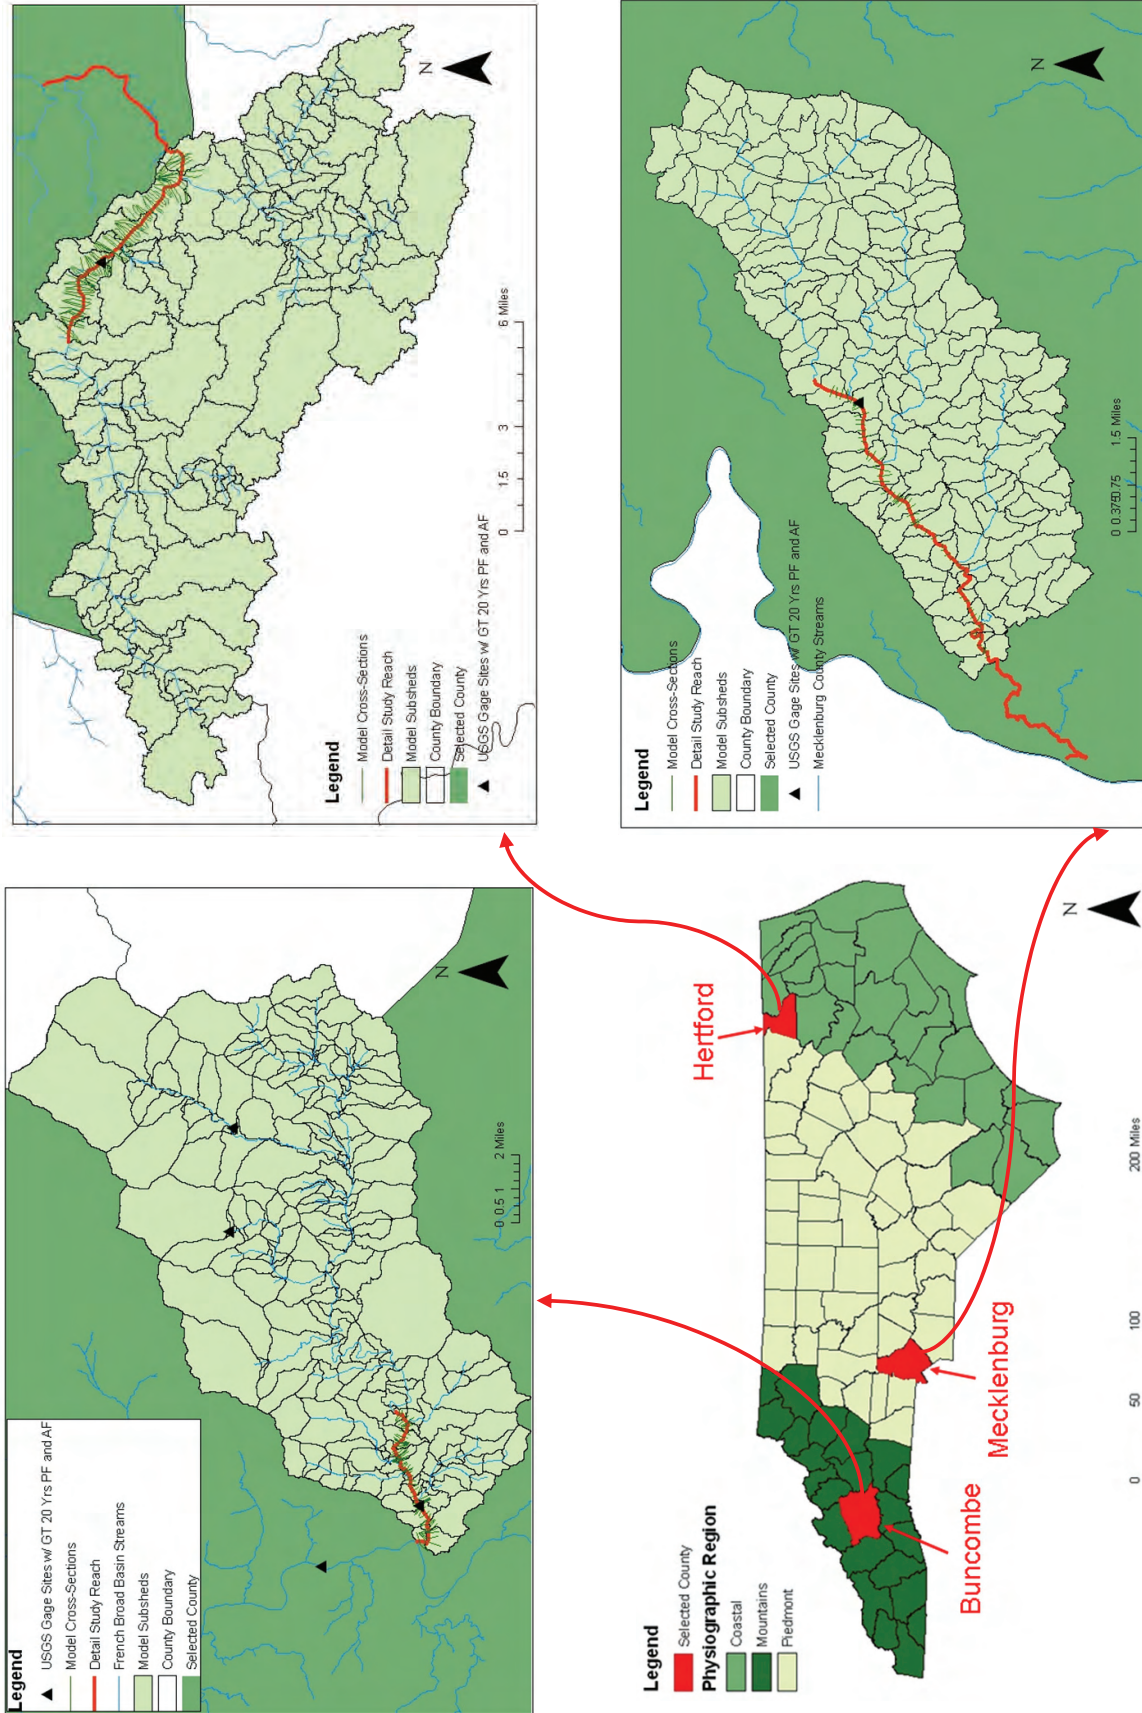 Legend
USGS Gage Sites w/ GT 20 Yrs PF and AF
Model Cross-Sections
Detail Study Reach
French Broad Basin Streams
Model Subsheds
County Boundary
Selected County
0 0.5 1 2 Miles
N
Legend
Model Cross-Sections
Detail Study Reach
Model Subsheds
County Boundary
Selected County
USGS Gage Sites w/ GT 20 Yrs PF and AF
0 1.5 3 6 Miles
N
Legend
Selected County
Physiographic Region
Coastal
Mountains
Piedmont
Buncombe
Mecklenburg
Hertford
0 50 100 200 Miles
N
Legend
Model Cross-Sections
Detail Study Reach
Model Subsheds
County Boundary
Selected County
USGS Gage Sites w/ GT 20 Yrs PF and AF
Mecklenburg County Streams
0 0.3750.75 1.5 Miles
N